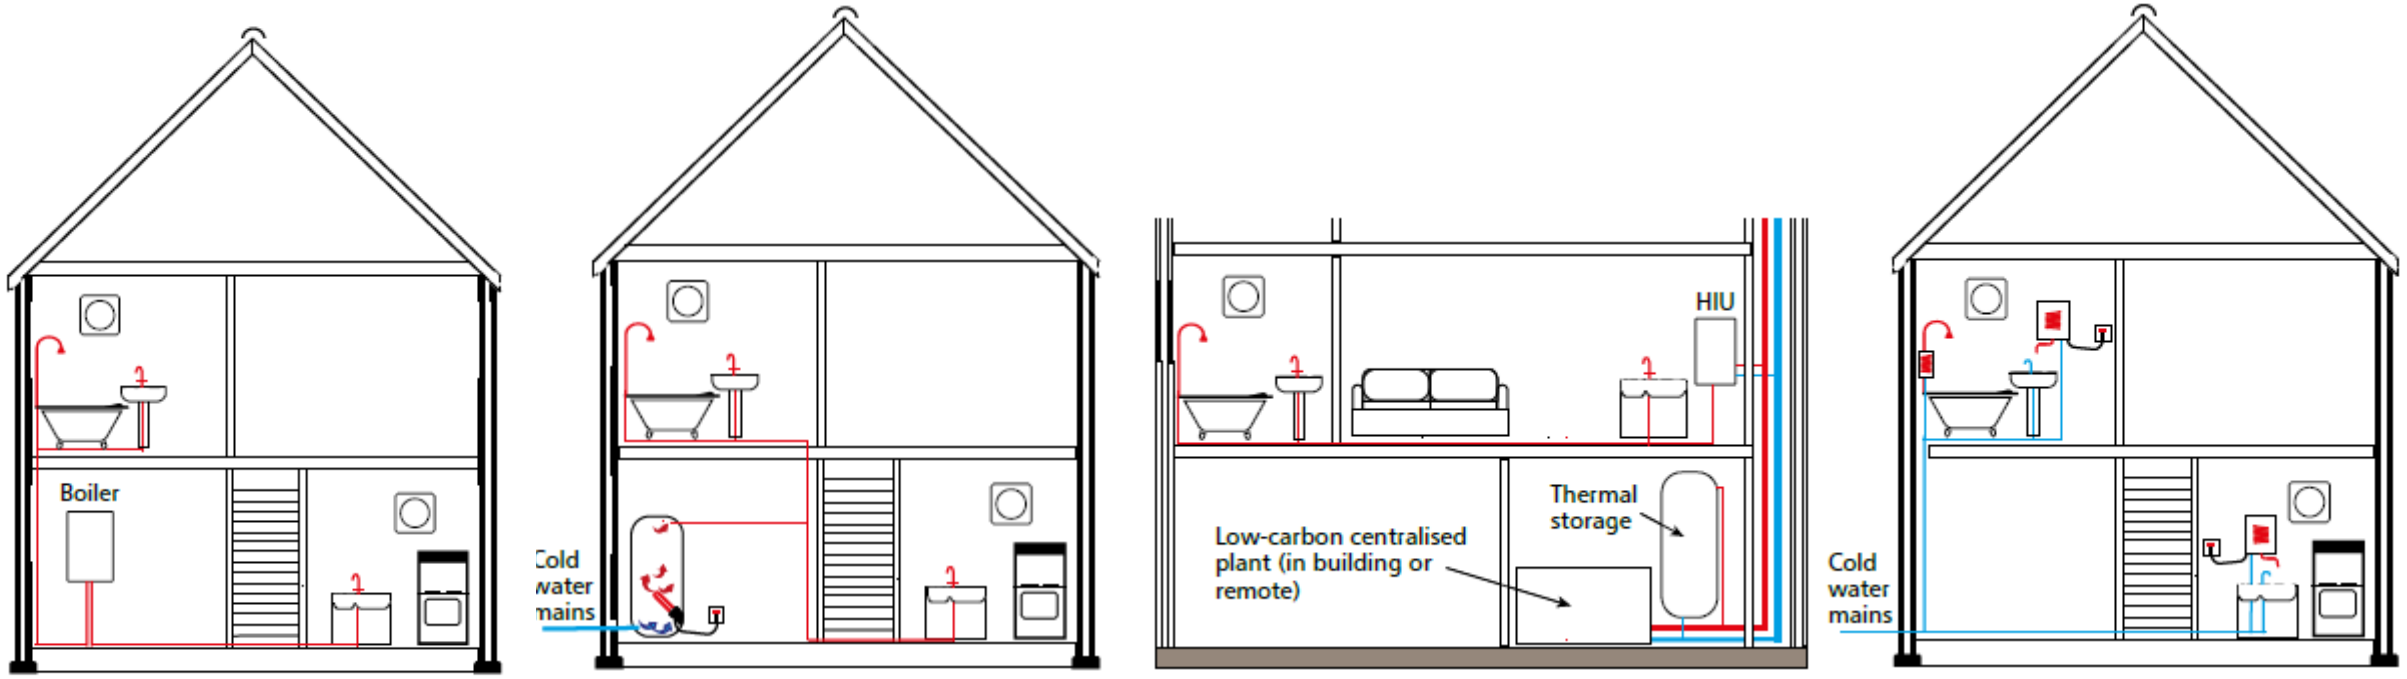 Boiler
Cold
water
mains
HIU
Thermal
storage
Low-carbon centralised
plant (in building or
remote)
Cold
water
mains